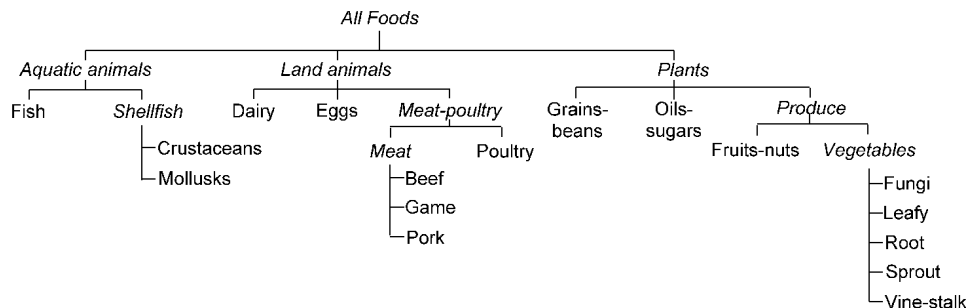 All Foods
Aquatic animals
Land animals
Plants
Fish
Shellfish
Dairy
Eggs
Meat-poultry
Grains-
beans
Oils-
sugars
Produce
Crustaceans
Mollusks
Meat
Poultry
Fruits-nuts
Vegetables
Beef
Game
Pork
Fungi
Leafy
Root
Sprout
Vine-stalk